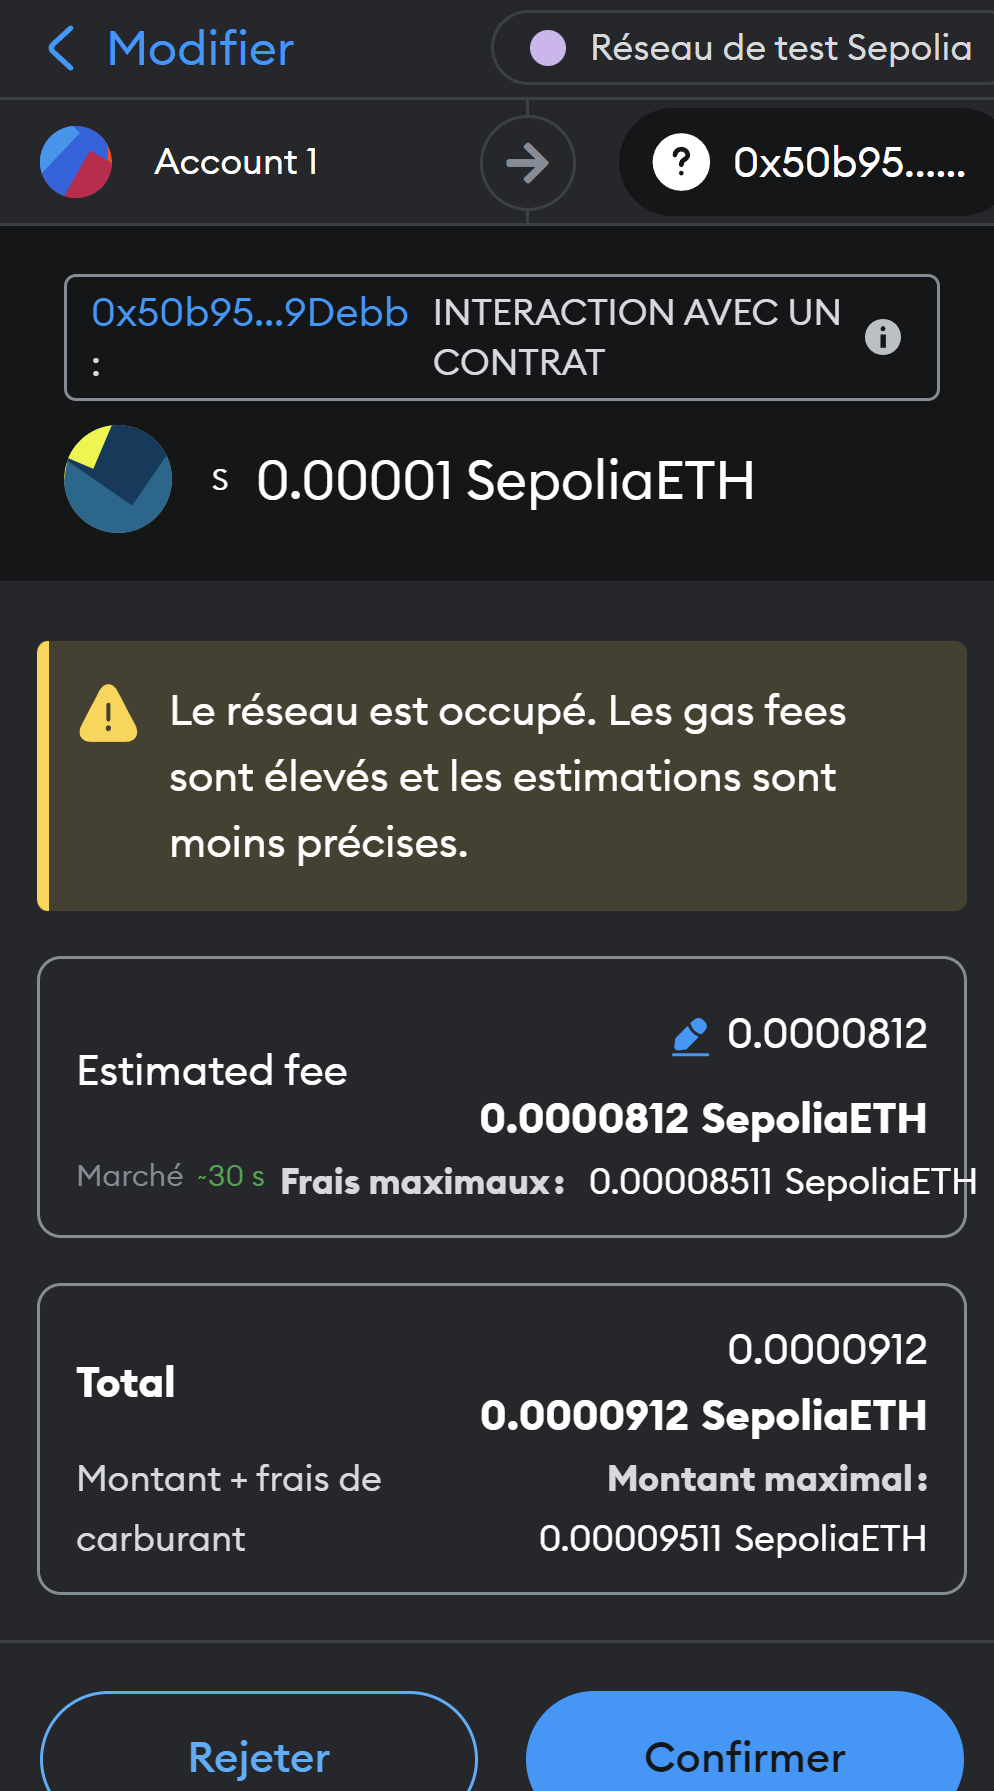 Modifier
Réseau de test Sepolia
Account 1
0x50b95......
0x50b95...9Debb
:
INTERACTION AVEC UN
CONTRAT
S
0.00001 SepoliaETH
Le réseau est occupé. Les gas fees
sont élevés et les estimations sont
moins précises.
Estimated fee
0.0000812
0.0000812 SepoliaETH
Marché ~30 s Frais maximaux: 0.00008511 SepoliaETH
Total
0.0000912
0.0000912 SepoliaETH
Montant + frais de
carburant
Montant maximal:
0.00009511 SepoliaETH
Rejeter
Confirmer